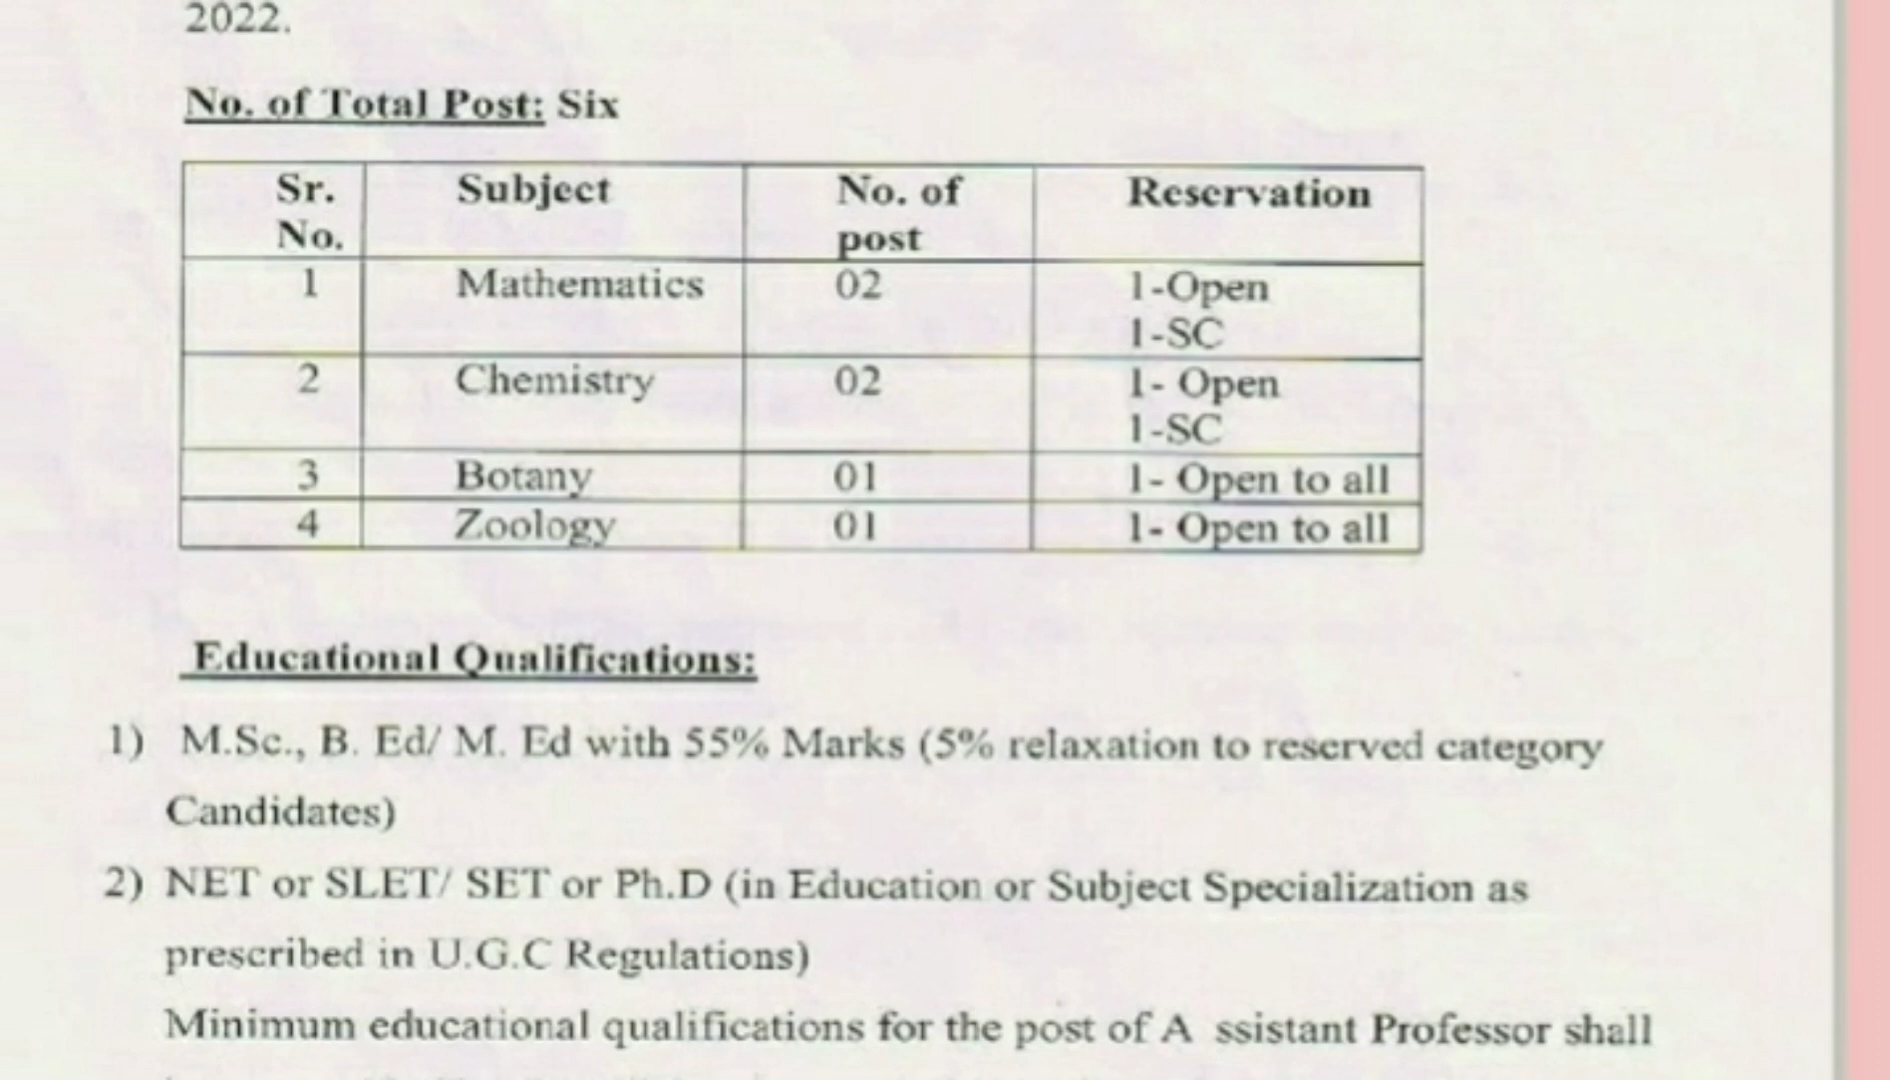 2022.
No. of Total Post: Six
Sr. No. Subject No. of post Reservation
1 Mathematics 02 1-Open
1-SC
2 Chemistry 02 1- Open
1-SC
3 Botany 01 1- Open to all
4 Zoology 01 1- Open to all
Educational Qualifications:
1) M.Sc., B. Ed/ M. Ed with 55% Marks (5% relaxation to reserved category
Candidates)
2) NET or SLET/ SET or Ph.D (in Education or Subject Specialization as
prescribed in U.G.C Regulations)
Minimum educational qualifications for the post of A ssistant Professor shall